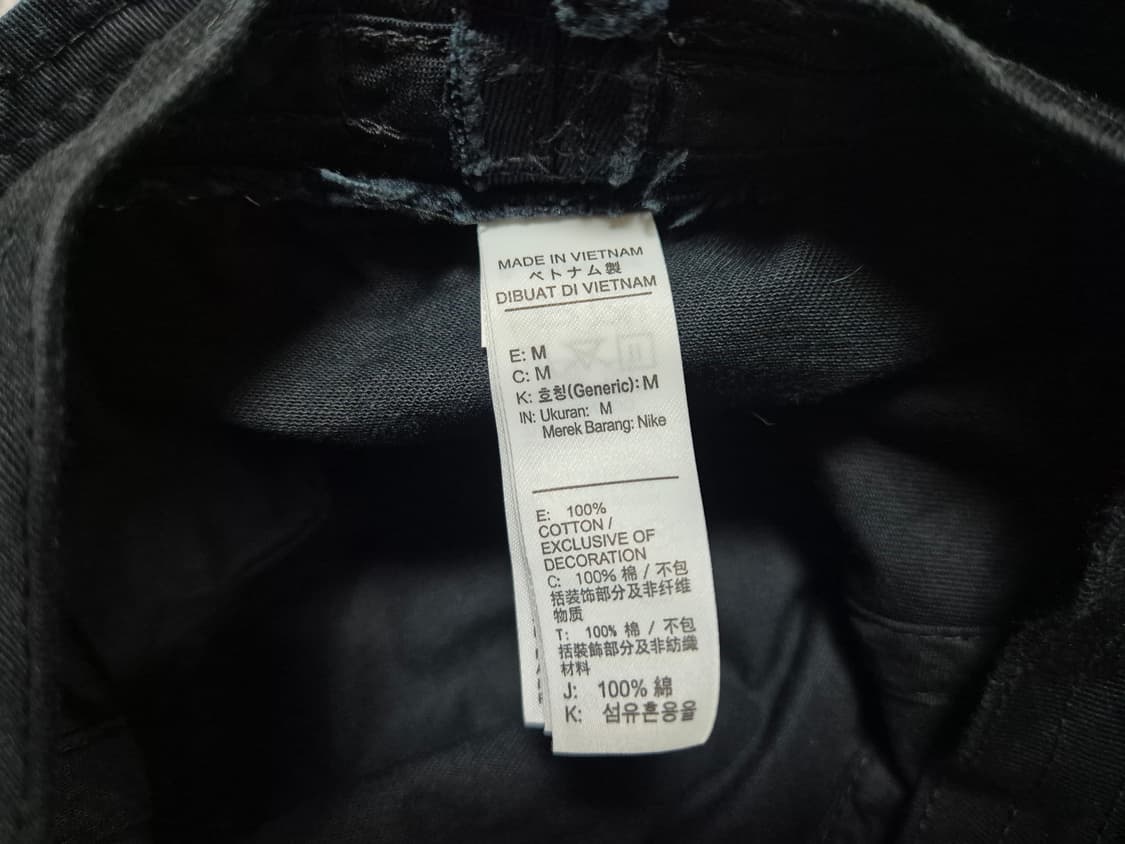 MADE IN VIETNAM
ベトナム製
DIBUAT DI VIETNAM
E: M
C: M
K: 호칭(Generic): M
IN: Ukuran: M
Merek Barang: Nike
E: 100%
COTTON /
EXCLUSIVE OF
DECORATION
C: 100% 棉 / 不包
括装饰部分及非纤维
物质
T: 100% 棉 / 不包
括裝飾部分及非紡織
材料
J: 100% 綿
K: 섬유혼용율